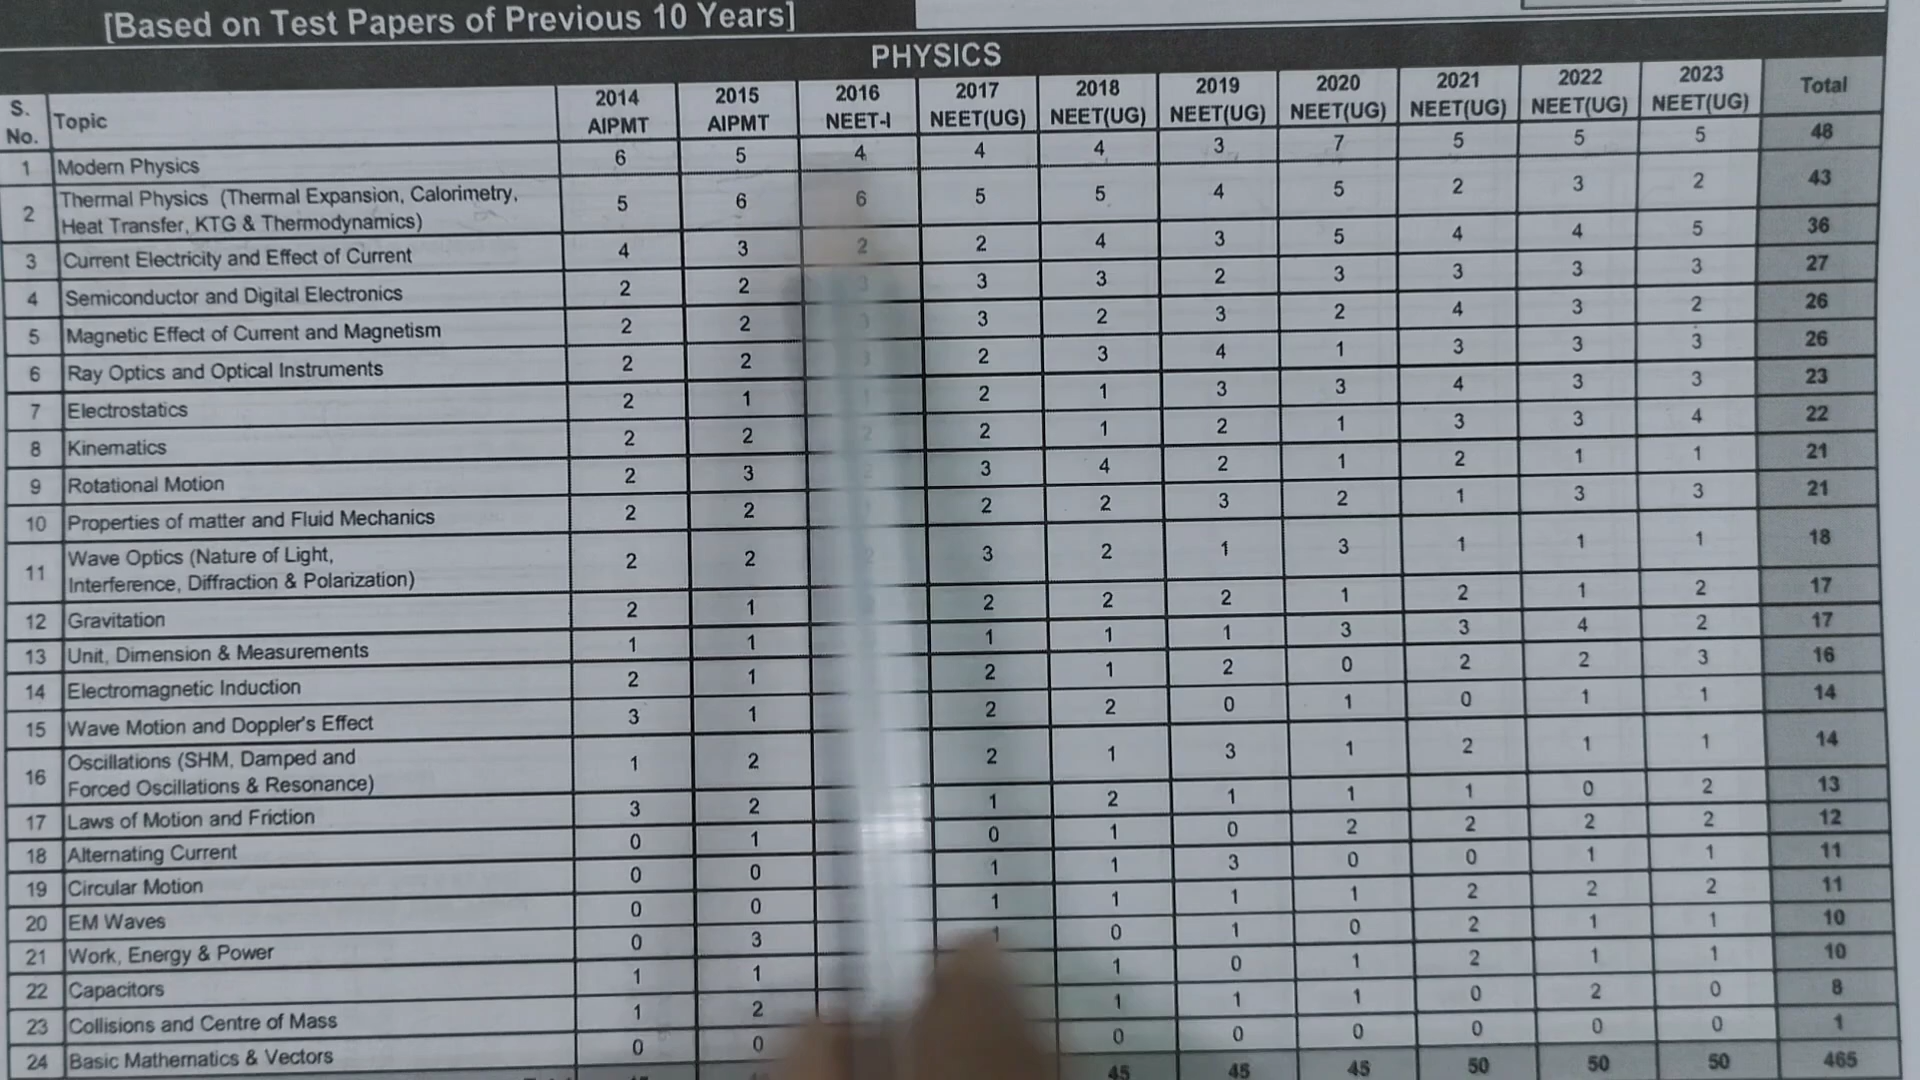 [Based on Test Papers of Previous 10 Years]
PHYSICS
S. No. Topic 2014 AIPMT 2015 AIPMT 2016 NEET-I 2017 NEET(UG) 2018 NEET(UG) 2019 NEET(UG) 2020 NEET(UG) 2021 NEET(UG) 2022 NEET(UG) 2023 NEET(UG) Total
1 Modern Physics 6 5 4 4 4 3 7 5 5 5 48
2 Thermal Physics (Thermal Expansion, Calorimetry,
Heat Transfer, KTG & Thermodynamics) 5 6 6 5 5 4 5 2 3 2 43
3 Current Electricity and Effect of Current 4 3 2 2 4 3 5 4 4 5 36
4 Semiconductor and Digital Electronics 2 2 3 3 3 2 3 3 3 3 27
5 Magnetic Effect of Current and Magnetism 2 2 3 2 3 2 4 3 2 26
6 Ray Optics and Optical Instruments 2 2 2 3 4 1 3 3 3 26
7 Electrostatics 2 1 2 1 3 3 4 3 3 23
8 Kinematics 2 2 2 1 2 1 3 3 4 22
9 Rotational Motion 2 3 3 4 2 1 2 1 1 21
10 Properties of matter and Fluid Mechanics 2 2 2 2 3 2 1 3 3 21
11 Wave Optics (Nature of Light,
Interference, Diffraction & Polarization) 2 2 3 2 1 3 1 1 1 18
12 Gravitation 2 1 2 2 2 1 2 1 2 17
13 Unit, Dimension & Measurements 1 1 1 1 1 3 3 4 2 17
14 Electromagnetic Induction 2 1 2 1 2 0 2 2 3 16
15 Wave Motion and Doppler's Effect 3 1 2 2 0 1 0 1 1 14
16 Oscillations (SHM, Damped and
Forced Oscillations & Resonance) 1 2 2 1 3 1 2 1 1 14
17 Laws of Motion and Friction 3 2 1 2 1 1 1 0 2 13
18 Alternating Current 0 1 0 1 0 2 2 2 2 12
19 Circular Motion 0 0 1 1 3 0 0 1 1 11
20 EM Waves 0 0 1 1 1 1 2 2 2 11
21 Work, Energy & Power 0 3 1 0 1 0 2 1 1 10
22 Capacitors 1 1 1 0 1 2 1 1 10
23 Collisions and Centre of Mass 1 2 1 1 1 0 2 0 8
24 Basic Mathematics & Vectors 0 0 0 0 0 0 0 0 1
45 45 45 50 50 50 465